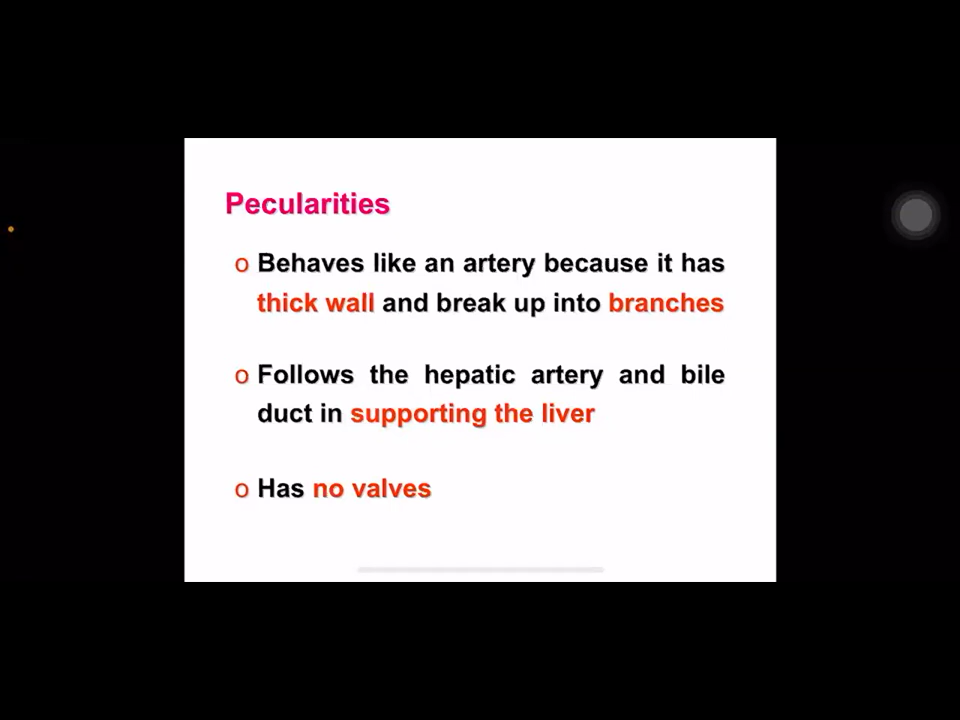 Pecularities
o Behaves like an artery because it has
thick wall and break up into branches
o Follows the hepatic artery and bile
duct in supporting the liver
o Has no valves